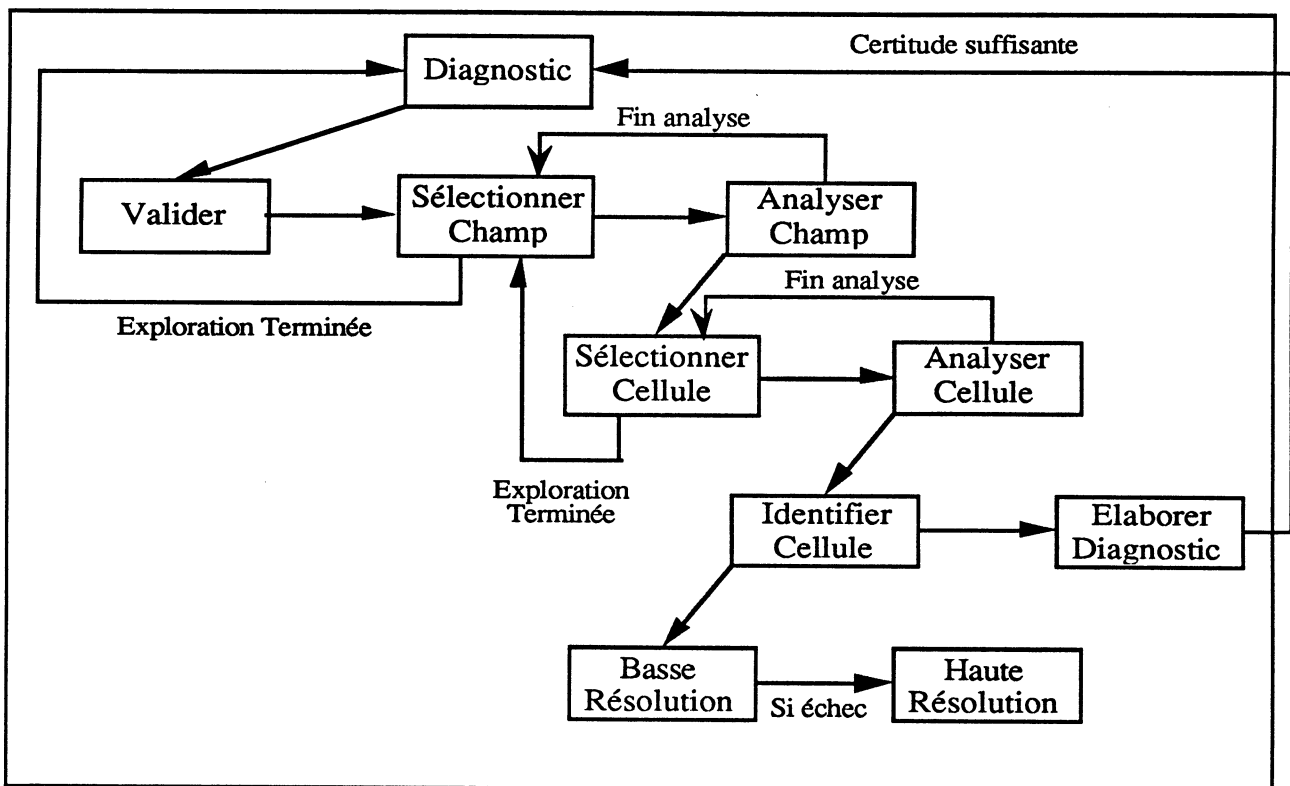 Certitude suffisante
Diagnostic
Fin analyse
Valider
Sélectionner
Champ
Analyser
Champ
Exploration Terminée
Fin analyse
Sélectionner
Cellule
Analyser
Cellule
Exploration
Terminée
Identifier
Cellule
Elaborer
Diagnostic
Basse
Résolution
Si échec
Haute
Résolution